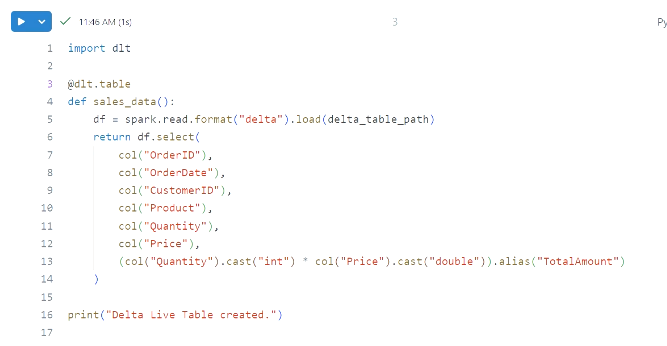 11:46 AM (1s)
3
Py
1 import dlt
2
3 @dlt.table
4 def sales_data():
5     df = spark.read.format("delta").load(delta_table_path)
6     return df.select(
7         col("OrderID"),
8         col("OrderDate"),
9         col("CustomerID"),
10         col("Product"),
11         col("Quantity"),
12         col("Price"),
13         (col("Quantity").cast("int") * col("Price").cast("double")).alias("TotalAmount")
14     )
15
16 print("Delta Live Table created.")
17